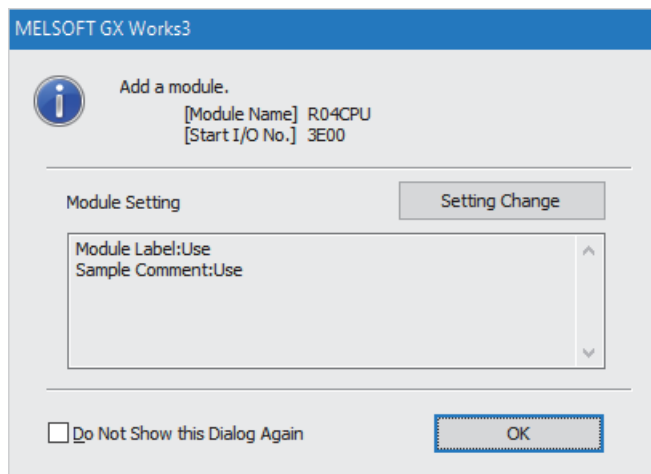 MELSOFT GX Works3
Add a module.
[Module Name] R04CPU
[Start I/O No.] 3E00
Module Setting
Setting Change
Module Label:Use
Sample Comment:Use
Do Not Show this Dialog Again
OK